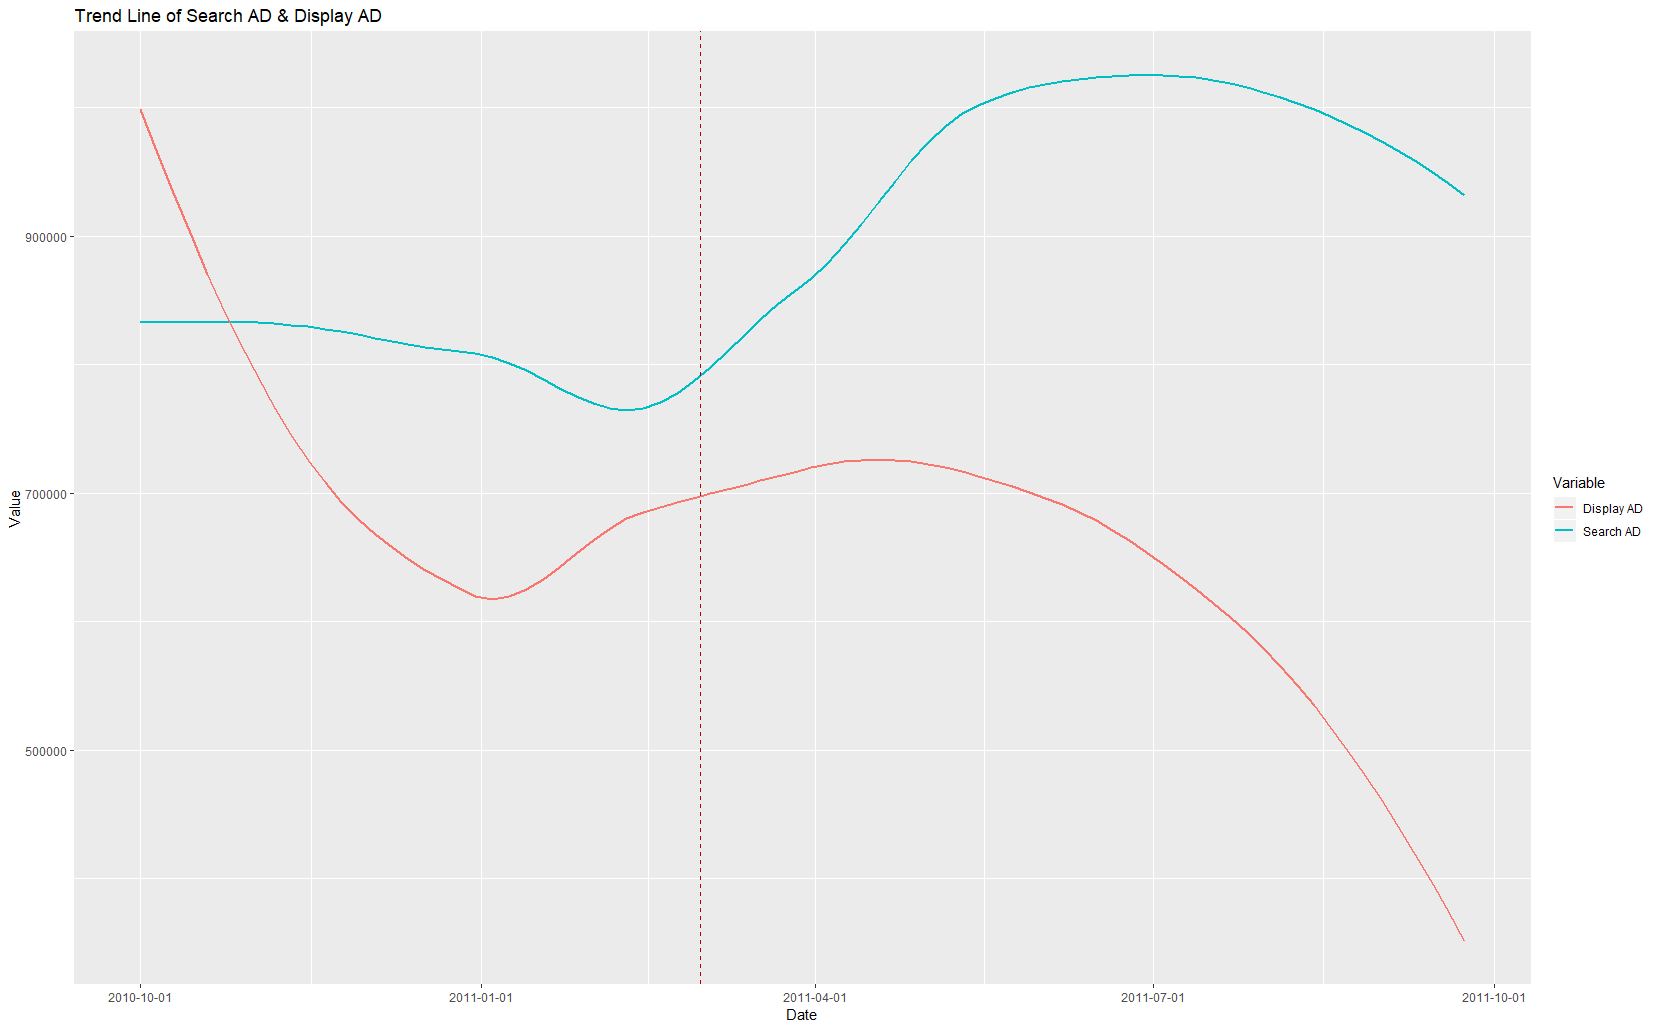 Trend Line of Search AD & Display AD
900000
700000
500000
Value
2010-10-01
2011-01-01
2011-04-01
2011-07-01
2011-10-01
Date
Variable
Display AD
Search AD